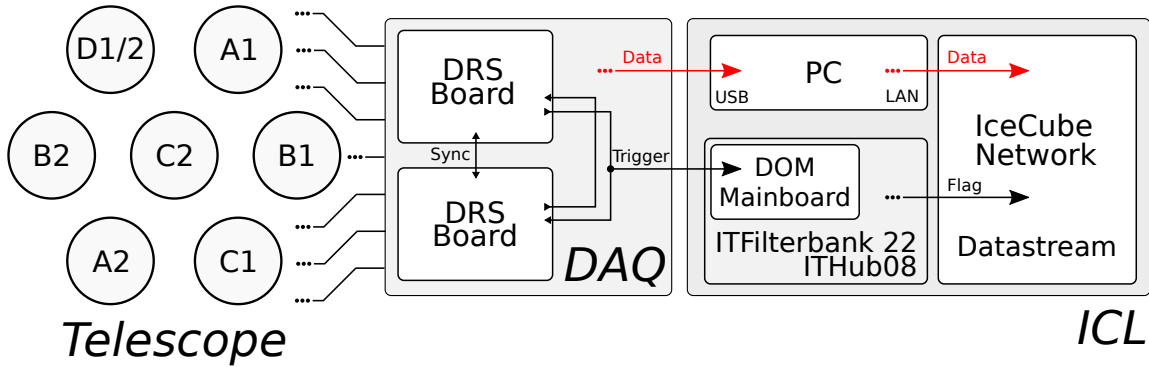 D1/2
A1
B2
C2
B1
A2
C1
Telescope
DRS
Board
Sync
DRS
Board
Trigger
Data
DAQ
PC
USB
LAN
Data
DOM
Mainboard
ITFilterbank 22
ITHub08
IceCube
Network
Flag
Datastream
ICL